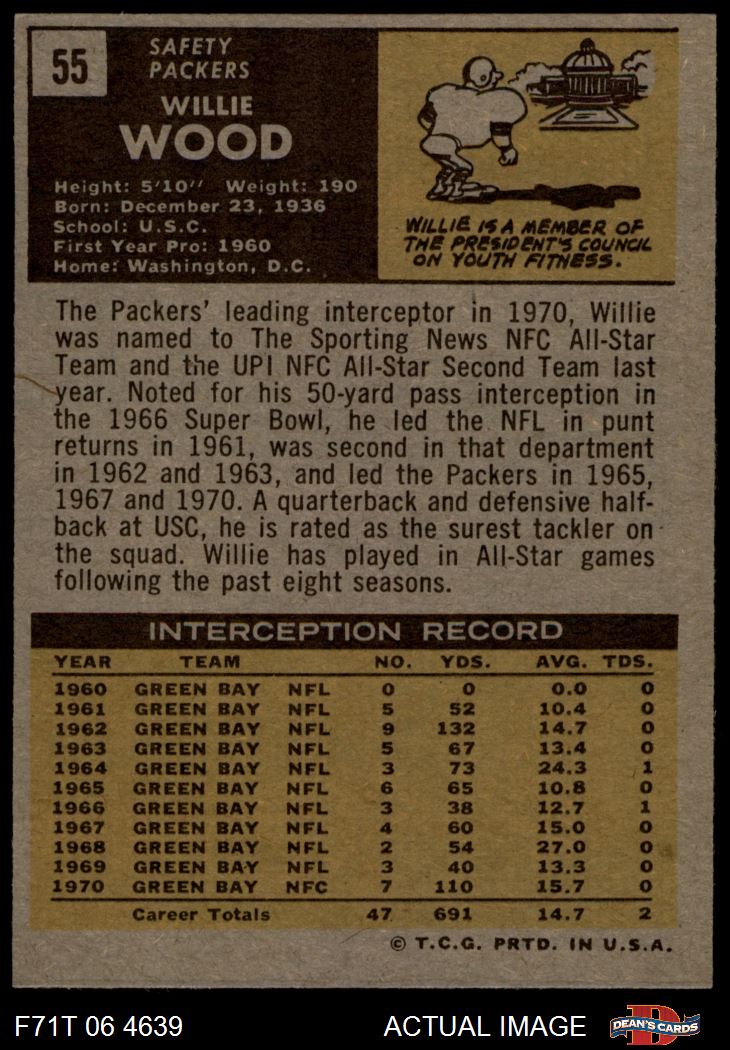 55
SAFETY
PACKERS
WILLIE
WOOD
Height: 5'10" Weight: 190
Born: December 23, 1936
School: U.S.C.
First Year Pro: 1960
Home: Washington, D.C.
WILLIE IS A MEMBER OF
THE PRESIDENT'S COUNCIL
ON YOUTH FITNESS.
The Packers' leading interceptor in 1970, Willie
was named to The Sporting News NFC All-Star
Team and the UPI NFC All-Star Second Team last
year. Noted for his 50-yard pass interception in
the 1966 Super Bowl, he led the NFL in punt
returns in 1961, was second in that department
in 1962 and 1963, and led the Packers in 1965,
1967 and 1970. A quarterback and defensive half-
back at USC, he is rated as the surest tackler on
the squad. Willie has played in All-Star games
following the past eight seasons.
INTERCEPTION RECORD
YEAR TEAM NO. YDS. AVG. TDS.
1960 GREEN BAY NFL 0 0 0.0 0
1961 GREEN BAY NFL 5 52 10.4 0
1962 GREEN BAY NFL 9 132 14.7 0
1963 GREEN BAY NFL 5 67 13.4 0
1964 GREEN BAY NFL 3 73 24.3 1
1965 GREEN BAY NFL 6 65 10.8 0
1966 GREEN BAY NFL 3 38 12.7 1
1967 GREEN BAY NFL 4 60 15.0 0
1968 GREEN BAY NFL 2 54 27.0 0
1969 GREEN BAY NFL 3 40 13.3 0
1970 GREEN BAY NFC 7 110 15.7 0
Career Totals 47 691 14.7 2
© T.C.G. PRTD. IN U.S.A.
F71T 06 4639 ACTUAL IMAGE
D
DEAN'S CARDS